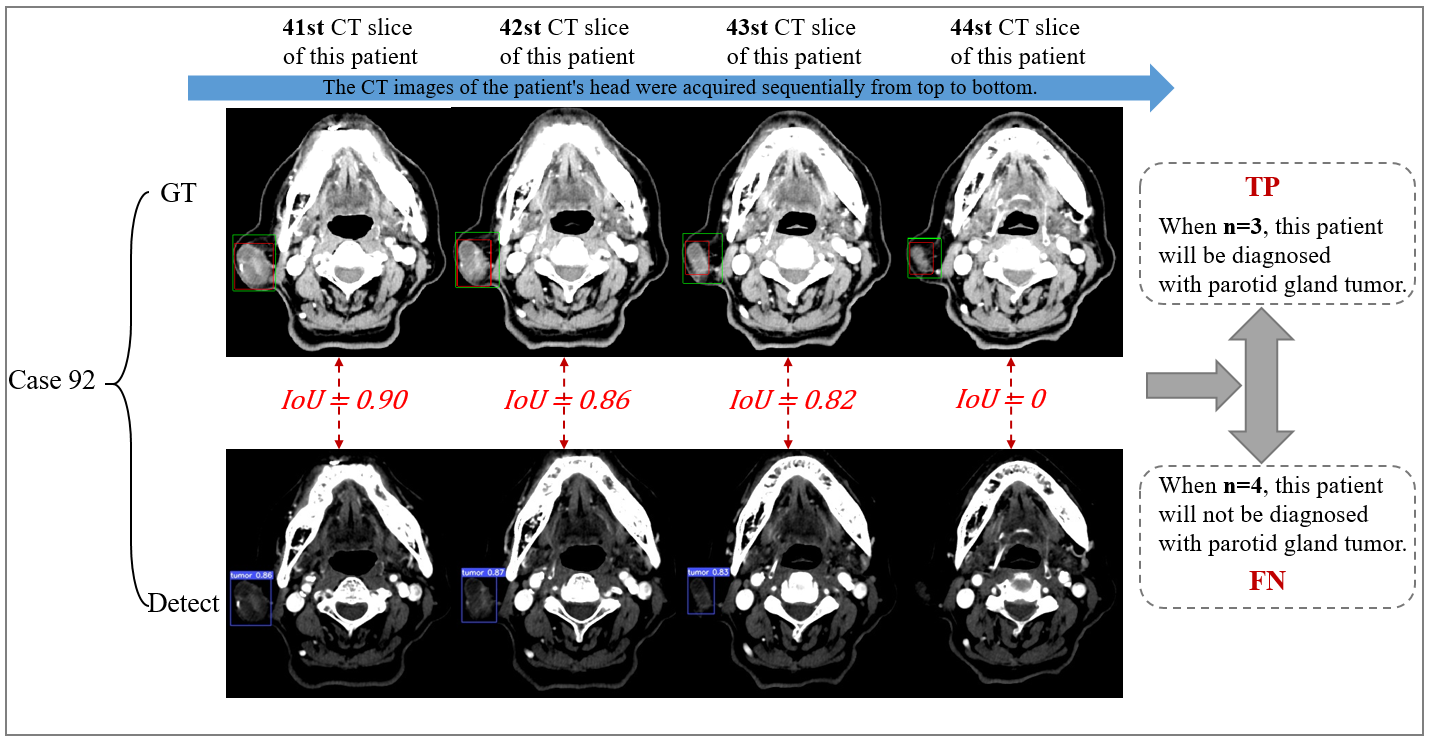 41st CT slice
of this patient
42st CT slice
of this patient
43st CT slice
of this patient
44st CT slice
of this patient
The CT images of the patient's head were acquired sequentially from top to bottom.
GT
Case 92
Detect
IoU = 0.90
IoU = 0.86
IoU = 0.82
IoU = 0
tumor 0.86
tumor 0.87
tumor 0.83
TP
When n=3, this patient
will be diagnosed
with parotid gland tumor.
When n=4, this patient
will not be diagnosed
with parotid gland tumor.
FN